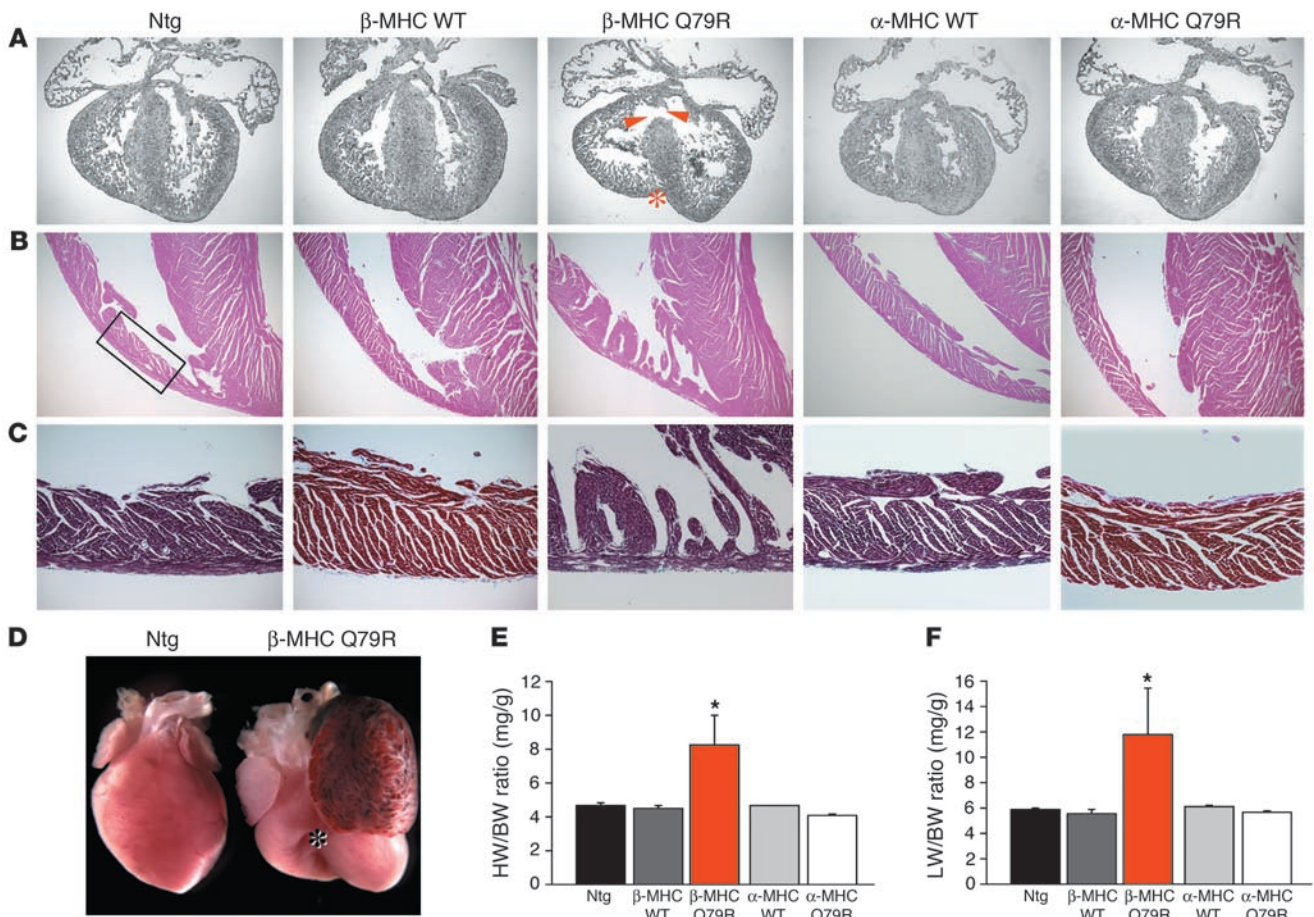 Ntg β-MHC WT β-MHC Q79R α-MHC WT α-MHC Q79R
A
*
B
C
D
Ntg β-MHC Q79R
*
E
HW/BW ratio (mg/g)
12
10
8
6
4
2
0
*
Ntg β-MHC β-MHC α-MHC α-MHC
WT Q79R WT Q79R
F
LW/BW ratio (mg/g)
16
14
12
10
8
6
4
2
0
*
Ntg β-MHC β-MHC α-MHC α-MHC
WT Q79R WT Q79R